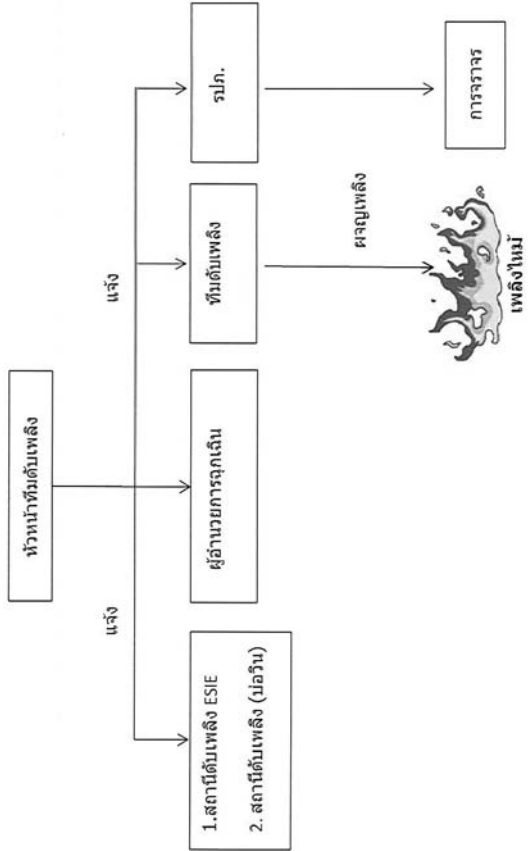 หัวหน้าทีมดับเพลิง
แจ้ง
แจ้ง
1.สถานีดับเพลิง ESIE
2. สถานีดับเพลิง (บ่อวิน)
ผู้อำนวยการฉุกเฉิน
ทีมดับเพลิง
รปภ.
ผจญเพลิง
เพลิงไหม้
การจราจร